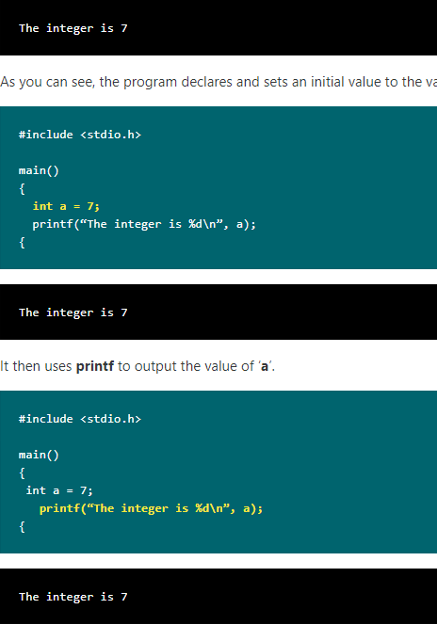 The integer is 7
As you can see, the program declares and sets an initial value to the
#include <stdio.h>
main()
{
int a = 7;
printf(“The integer is %d\n”, a);
{
The integer is 7
It then uses printf to output the value of ‘a’.
#include <stdio.h>
main()
{
int a = 7;
printf(“The integer is %d\n”, a);
{
The integer is 7